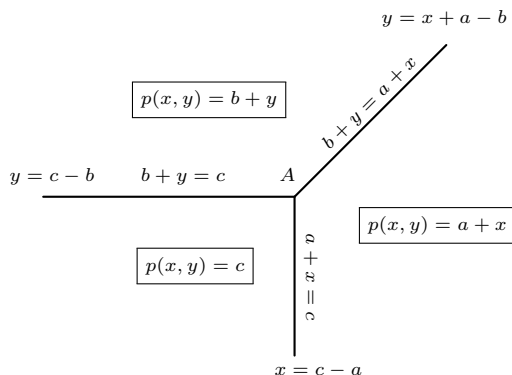 y = x + a − b
b + y = a + x
p(x, y) = b + y
y = c − b
b + y = c
A
p(x, y) = a + x
a + x = c
p(x, y) = c
x = c − a